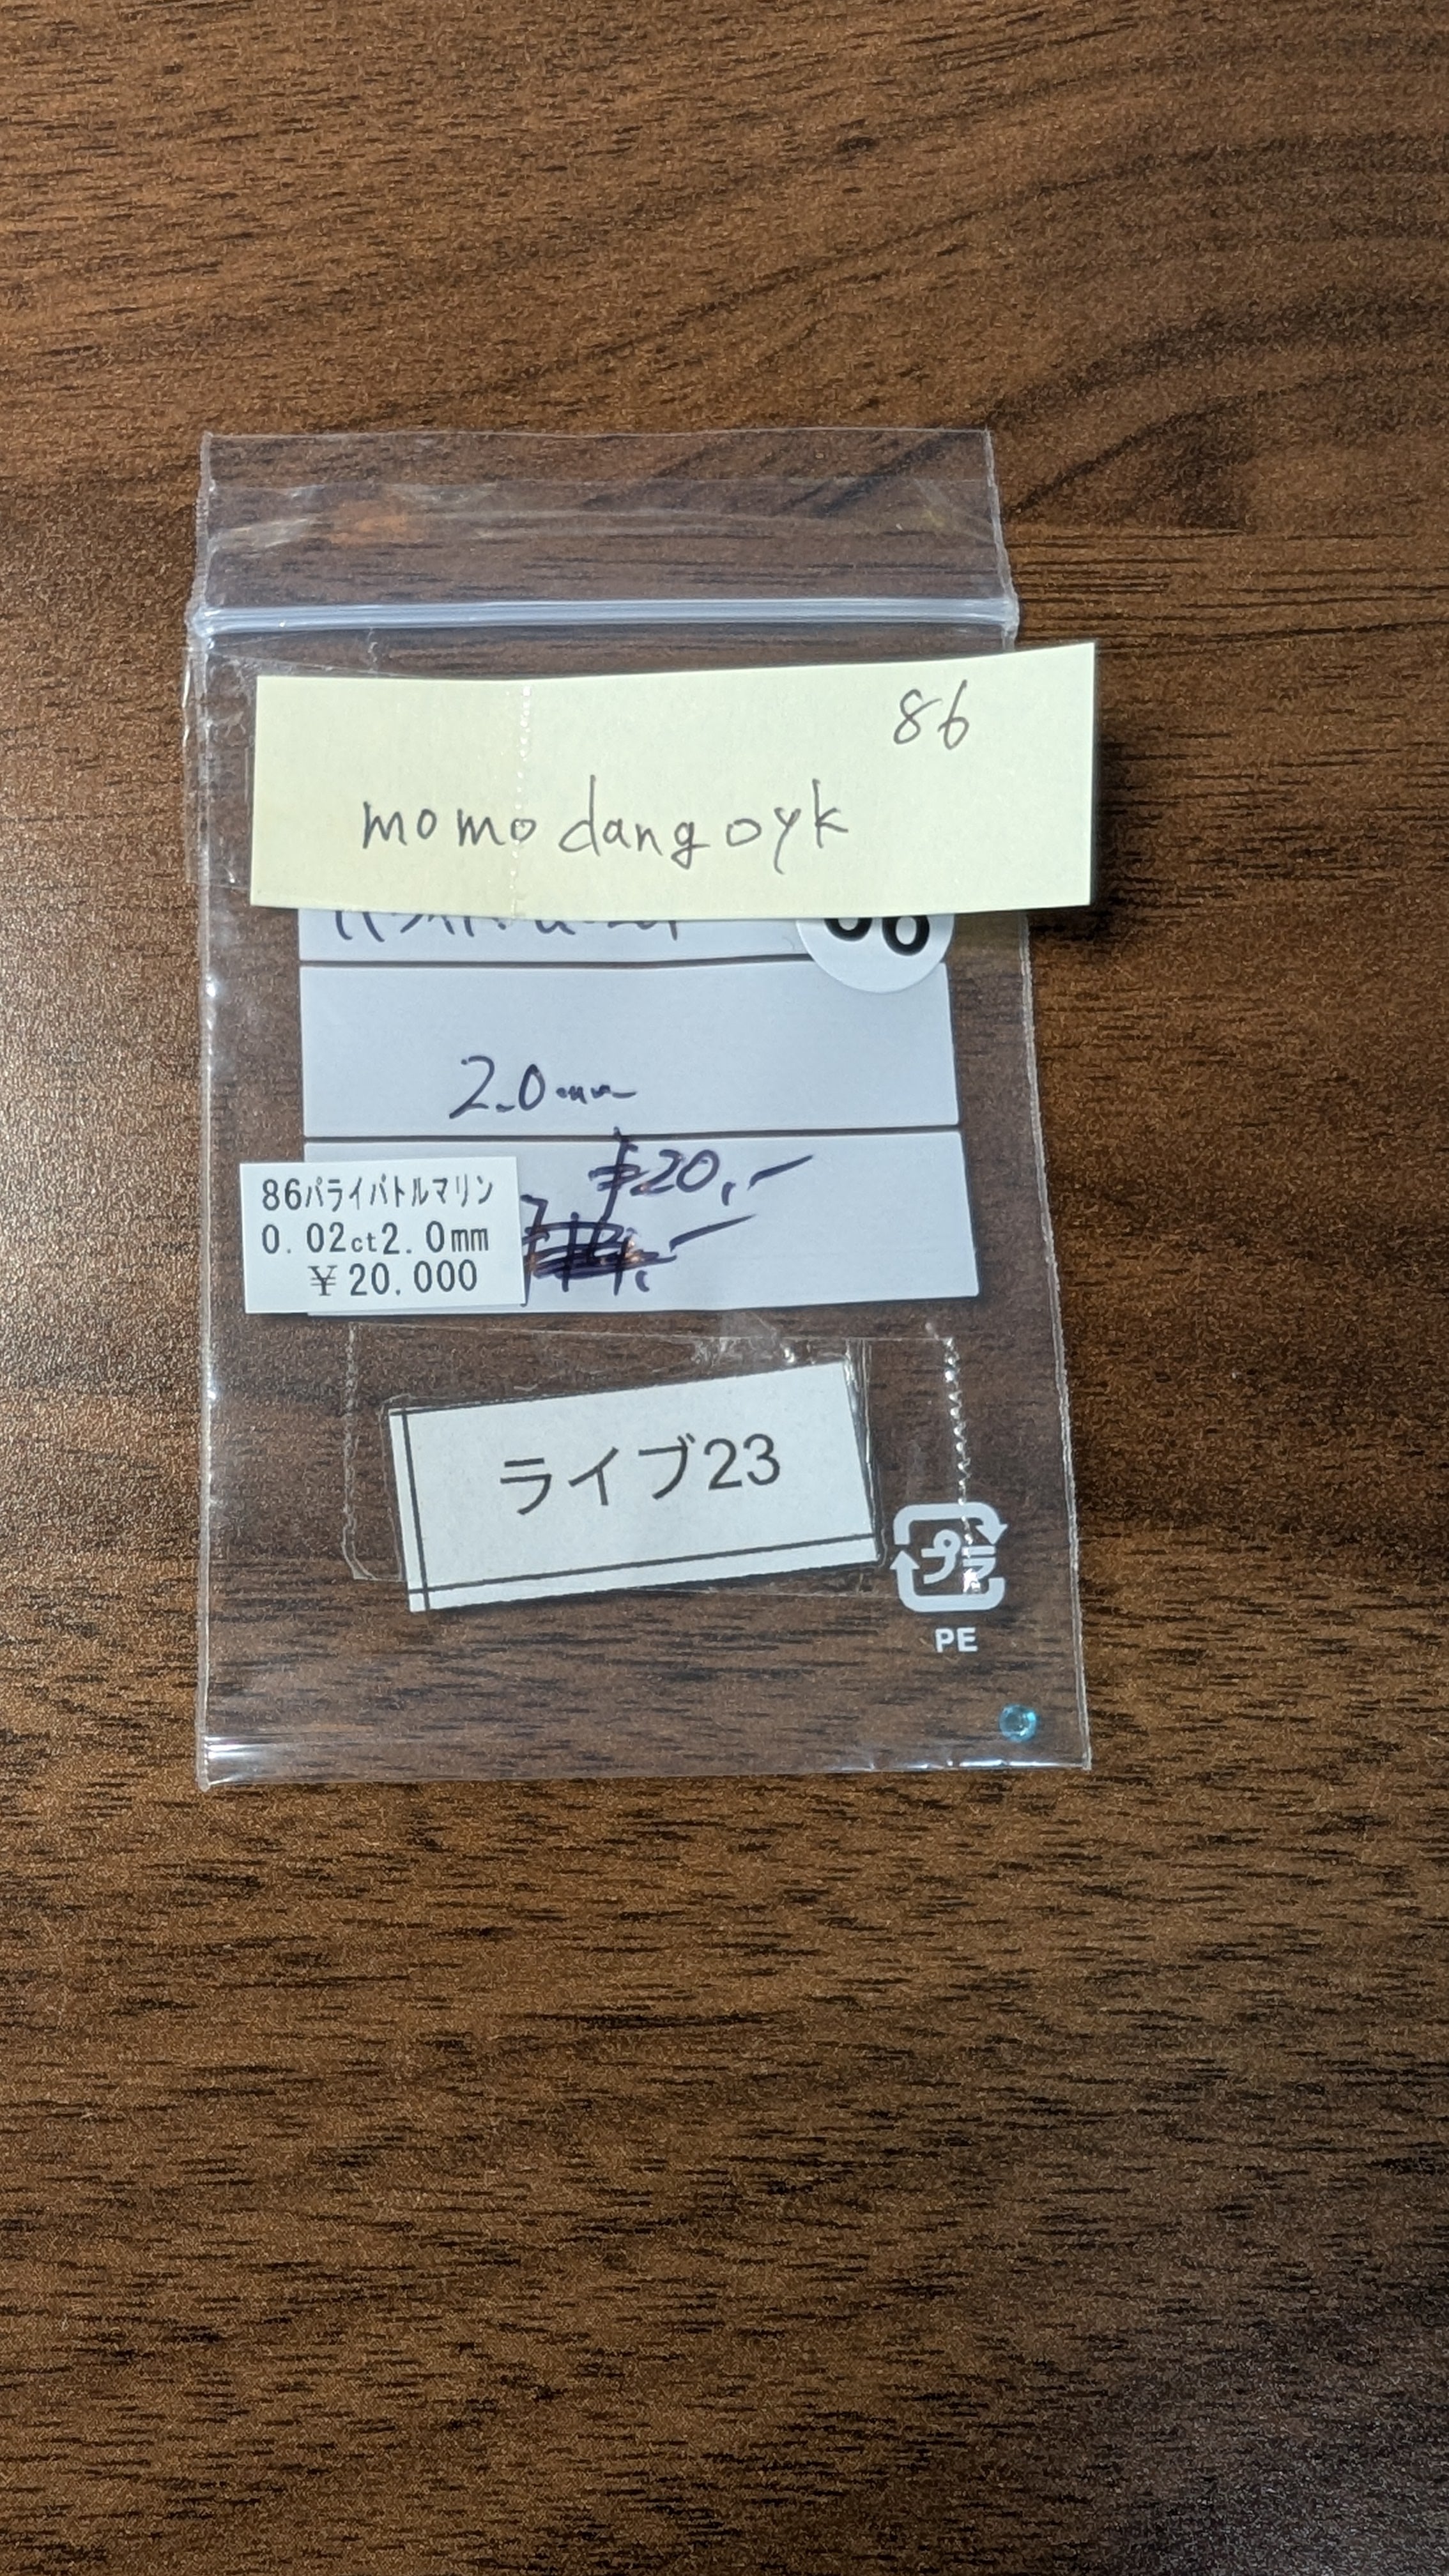 86
momodangoyk
2.0mm
¥20,-
86パライバトルマリン
0.02ct2.0mm
¥20.000
ライブ23
プラ
PE